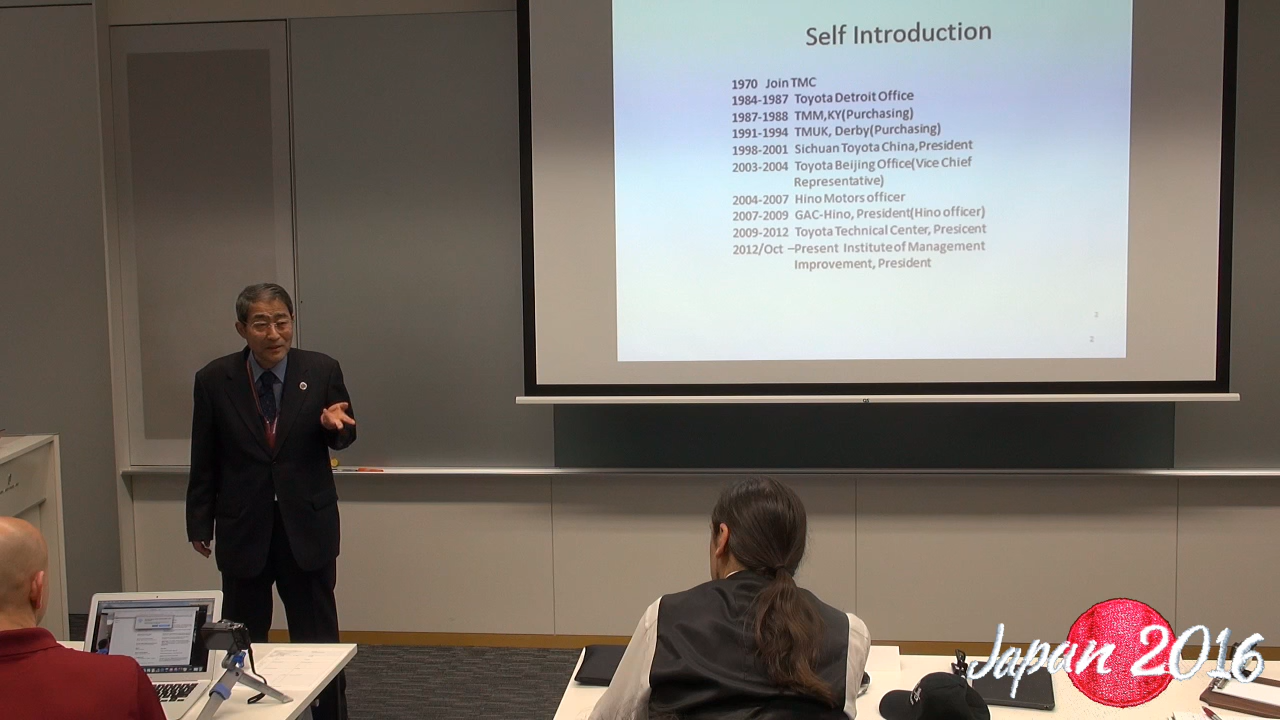 Self Introduction
1970 Join TMC
1984-1987 Toyota Detroit Office
1987-1988 TMM,KY(Purchasing)
1991-1994 TMUK, Derby(Purchasing)
1998-2001 Sichuan Toyota China,President
2003-2004 Toyota Beijing Office(Vice Chief
Representative)
2004-2007 Hino Motors officer
2007-2009 GAC-Hino, President(Hino officer)
2009-2012 Toyota Technical Center, Presicent
2012/Oct –Present Institute of Management
Improvement, President
2
2
Japan 2016